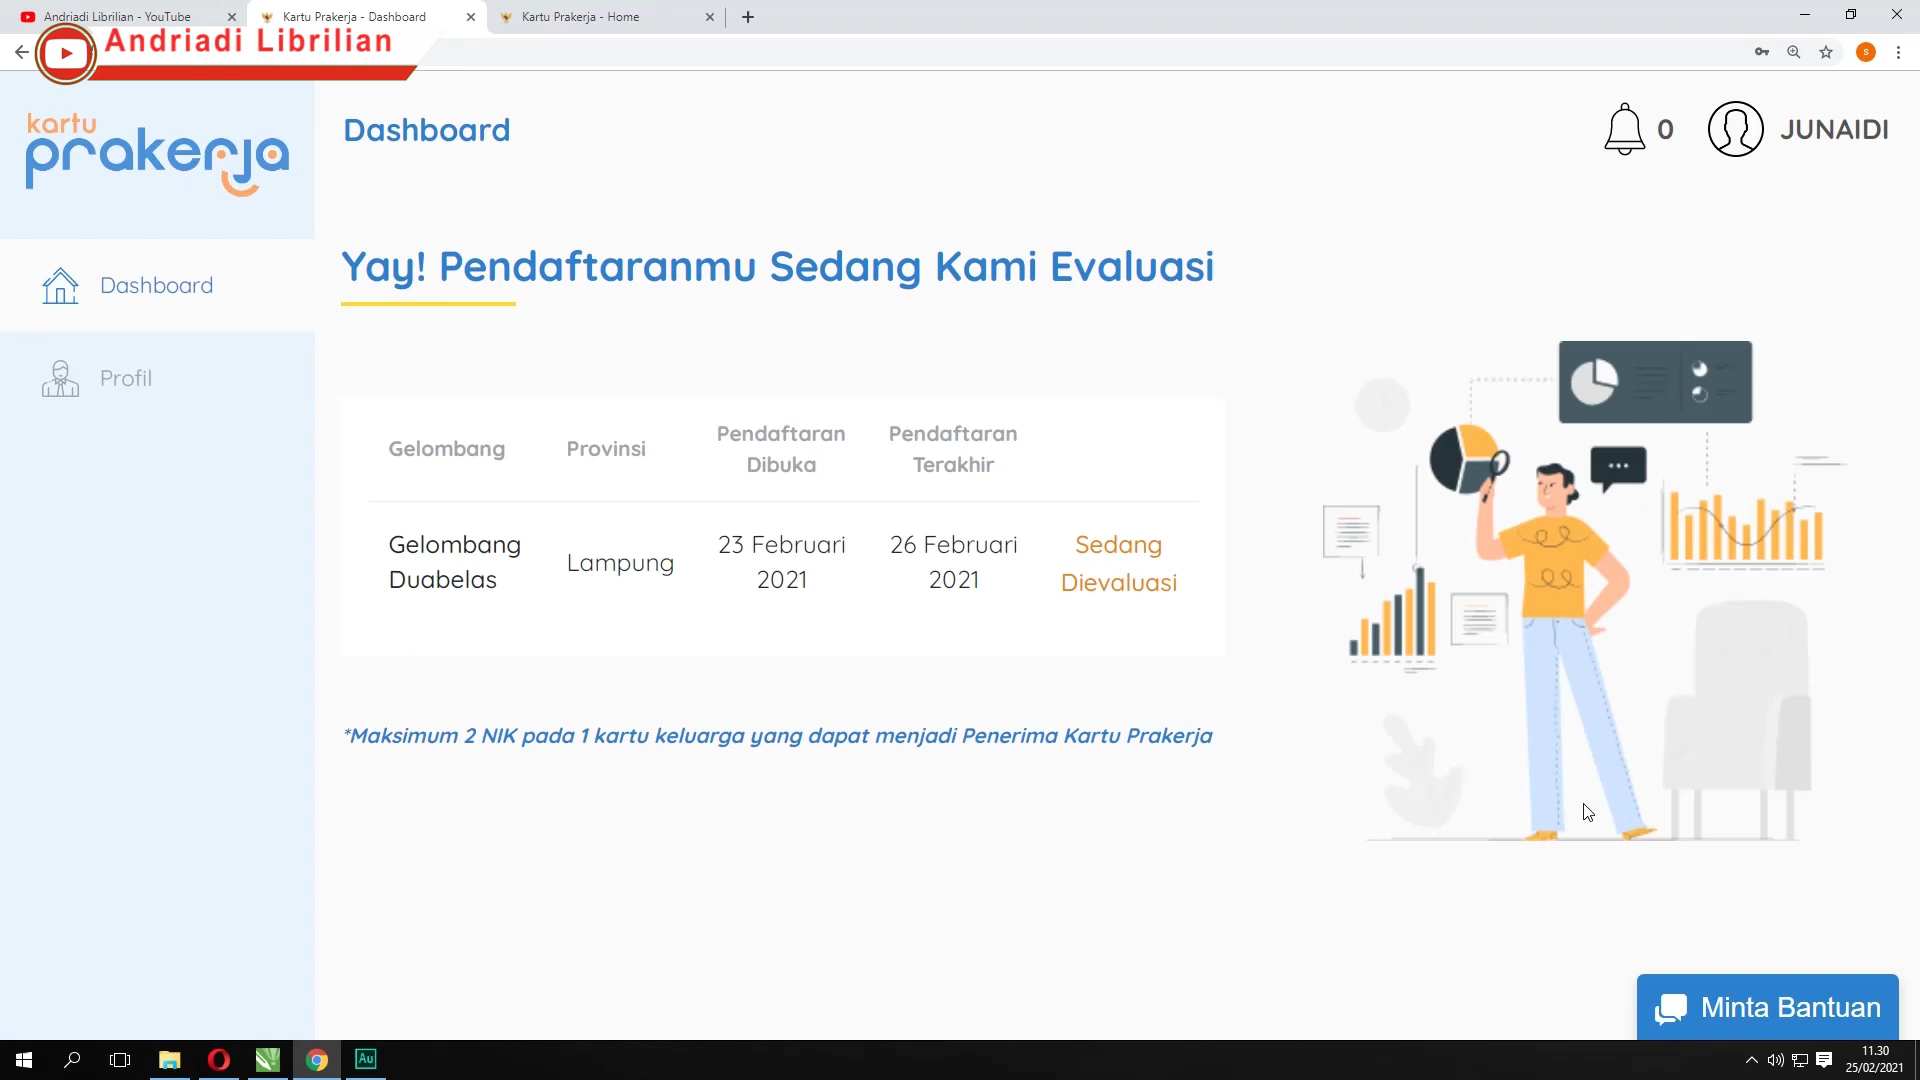 Andriadi Librilian - YouTube
Kartu Prakerja - Dashboard
Kartu Prakerja - Home
Andriadi Librilian
S
kartu
prakerja
Dashboard
0
JUNAIDI
Dashboard
Profil
Yay! Pendaftaranmu Sedang Kami Evaluasi
Gelombang
Provinsi
Pendaftaran
Dibuka
Pendaftaran
Terakhir
Gelombang
Duabelas
Lampung
23 Februari
2021
26 Februari
2021
Sedang
Dievaluasi
*Maksimum 2 NIK pada 1 kartu keluarga yang dapat menjadi Penerima Kartu Prakerja
Minta Bantuan
Au
11.30
25/02/2021